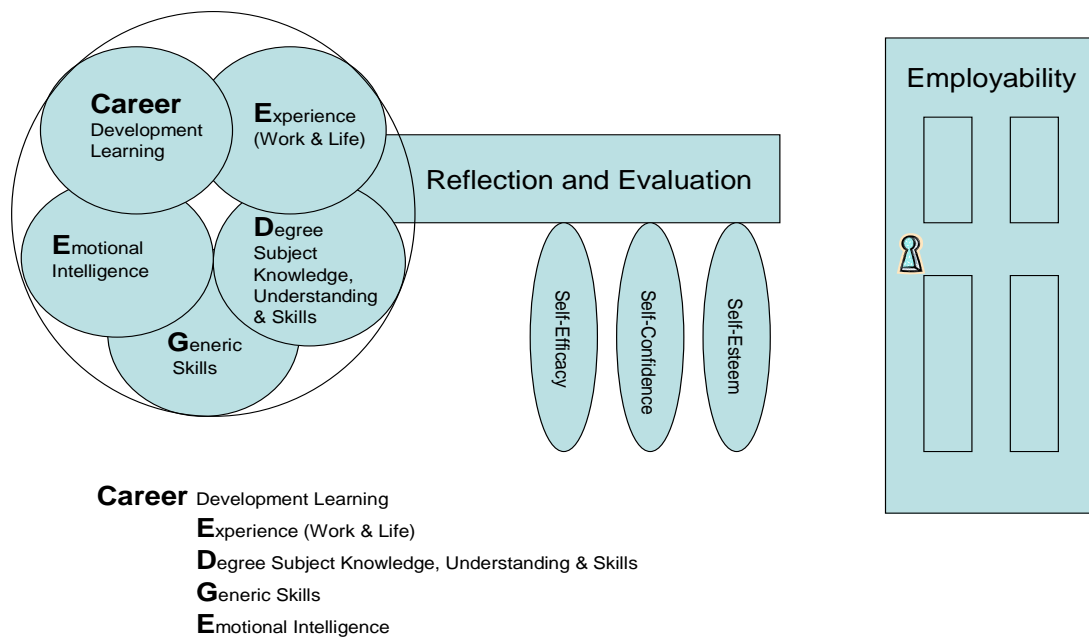 Career
Development
Learning
Experience
(Work & Life)
Emotional
Intelligence
Degree
Subject
Knowledge,
Understanding
& Skills
Generic
Skills
Reflection and Evaluation
Self-Efficacy
Self-Confidence
Self-Esteem
Employability
Career Development Learning
Experience (Work & Life)
Degree Subject Knowledge, Understanding & Skills
Generic Skills
Emotional Intelligence